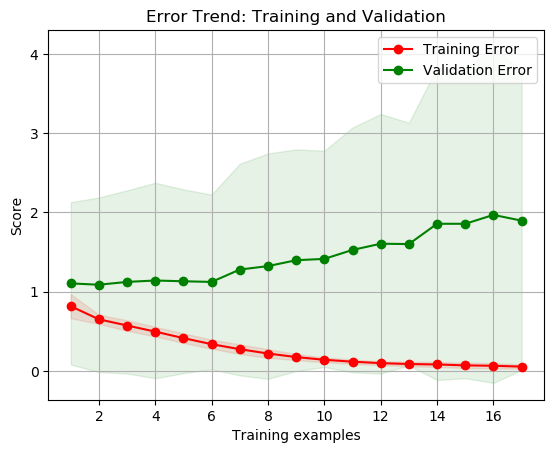 Error Trend: Training and Validation
4
3
2
1
0
Score
Training Error
Validation Error
2 4 6 8 10 12 14 16
Training examples